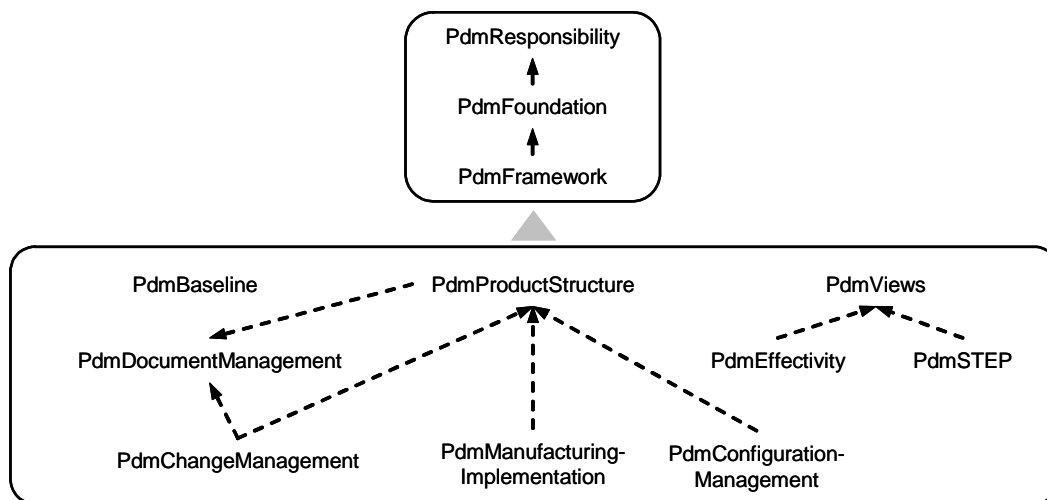 PdmResponsibility
PdmFoundation
PdmFramework
PdmBaseline
PdmProductStructure
PdmViews
PdmDocumentManagement
PdmEffectivity
PdmSTEP
PdmChangeManagement
PdmManufacturing-
Implementation
PdmConfiguration-
Management